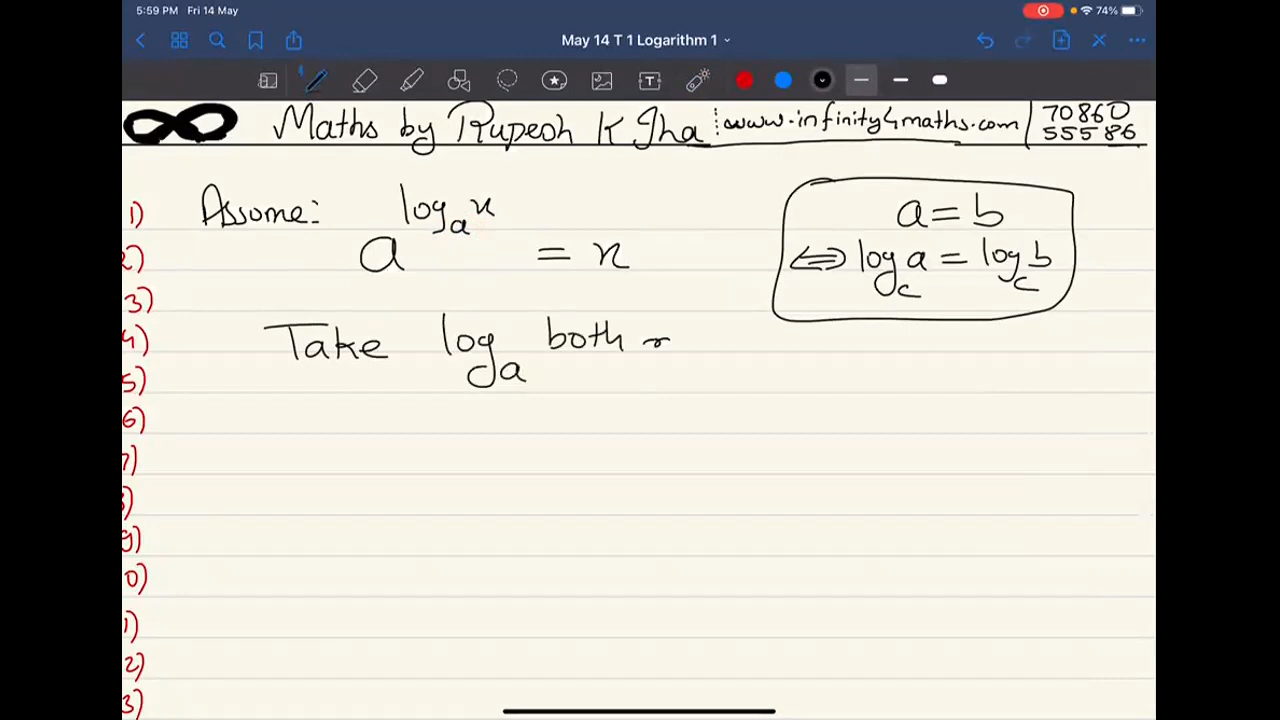 5:59 PM Fri 14 May
74%
May 14 T 1 Logarithm 1
T
∞ Maths by Rupesh K Jha www.infinity4maths.com 70860
55586
1) Assume: a^(log_a x) = x
a = b
⟺ log_c a = log_c b
2)
3)
4) Take log_a both
5)
6)
7)
8)
9)
0)
1)
2)
3)